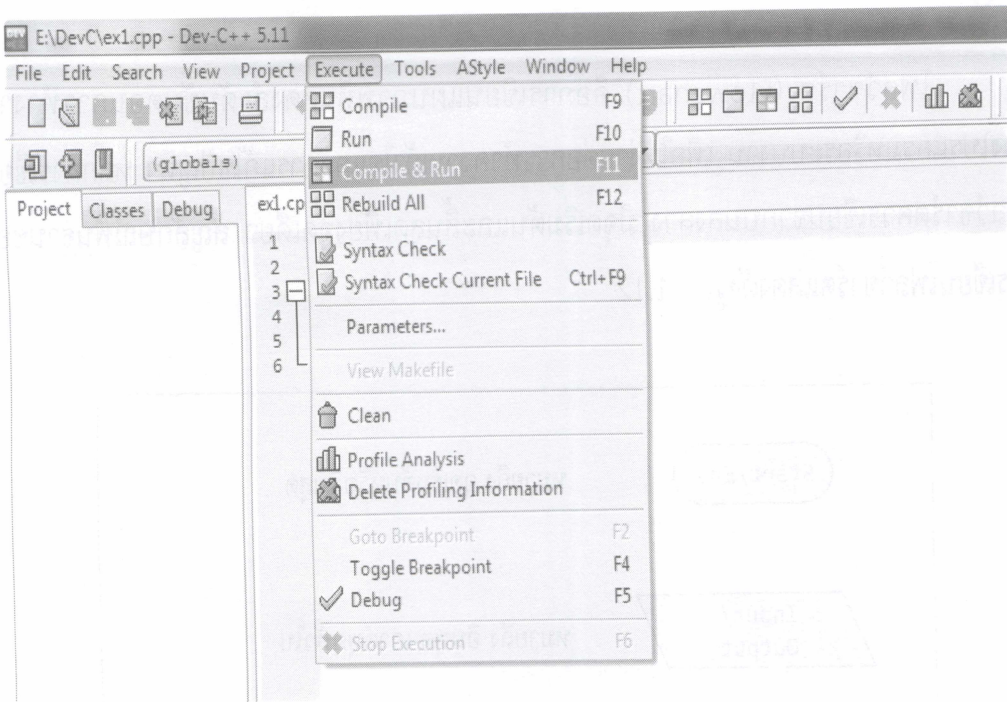 E:\DevC\ex1.cpp - Dev-C++ 5.11
File Edit Search View Project Execute Tools AStyle Window Help
(globals)
Project Classes Debug
ex1.cp
1
2
3
4
5
6
Compile F9
Run F10
Compile & Run F11
Rebuild All F12
Syntax Check
Syntax Check Current File Ctrl+F9
Parameters...
View Makefile
Clean
Profile Analysis
Delete Profiling Information
Goto Breakpoint F2
Toggle Breakpoint F4
Debug F5
Stop Execution F6